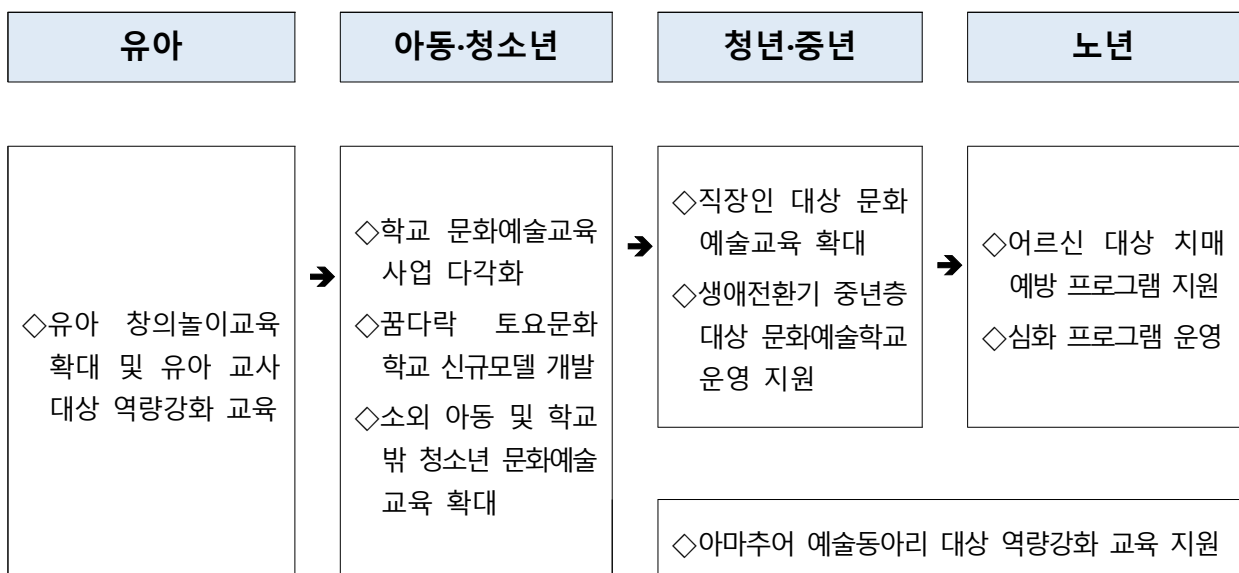 유아
아동·청소년
청년·중년
노년
◇유아 창의놀이교육
확대 및 유아 교사
대상 역량강화 교육
➔
◇학교 문화예술교육
사업 다각화
◇꿈다락 토요문화
학교 신규모델 개발
◇소외 아동 및 학교
밖 청소년 문화예술
교육 확대
➔
◇직장인 대상 문화
예술교육 확대
◇생애전환기 중년층
대상 문화예술학교
운영 지원
➔
◇어르신 대상 치매
예방 프로그램 지원
◇심화 프로그램 운영
◇아마추어 예술동아리 대상 역량강화 교육 지원